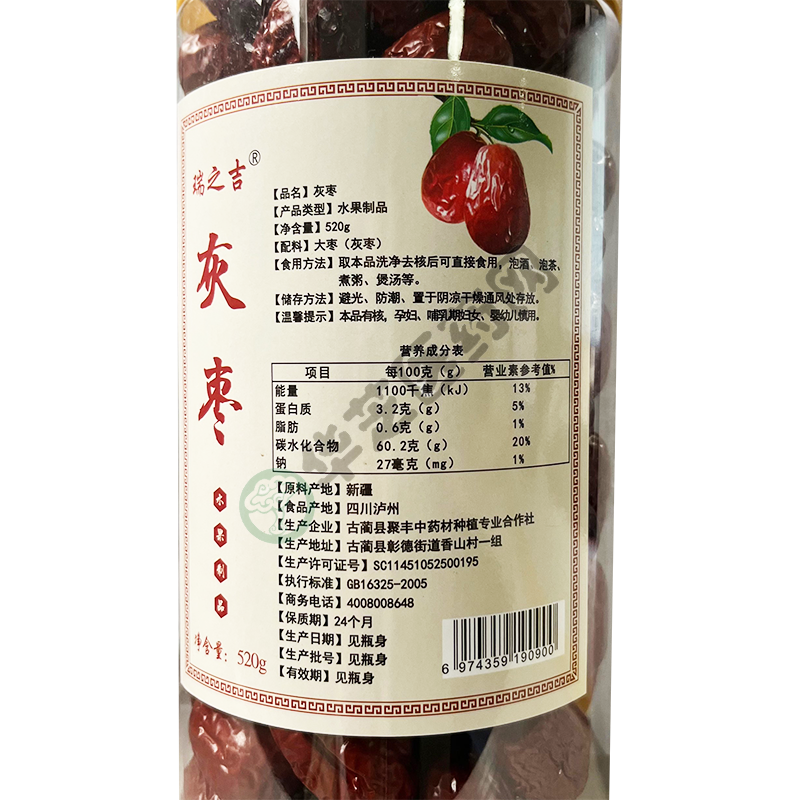 瑞之吉®
灰枣
水果制品
净含量：520g
【品名】灰枣
【产品类型】水果制品
【净含量】520g
【配料】大枣（灰枣）
【食用方法】取本品洗净去核后可直接食用，泡酒、泡茶、
煮粥、煲汤等。
【储存方法】避光、防潮、置于阴凉干燥通风处存放。
【温馨提示】本品有核，孕妇、哺乳期妇女、婴幼儿慎用。
营养成分表
项目 每100克（g） 营业素参考值%
能量 1100千焦（kJ） 13%
蛋白质 3.2克（g） 5%
脂肪 0.6克（g） 1%
碳水化合物 60.2克（g） 20%
钠 27毫克（mg） 1%
【原料产地】新疆
【食品产地】四川泸州
【生产企业】古蔺县聚丰中药材种植专业合作社
【生产地址】古蔺县彰德街道香山村一组
【生产许可证号】SC11451052500195
【执行标准】GB16325-2005
【商务电话】4008008648
【保质期】24个月
【生产日期】见瓶身
【生产批号】见瓶身
【有效期】见瓶身
6 974359 190900
华芝医药网